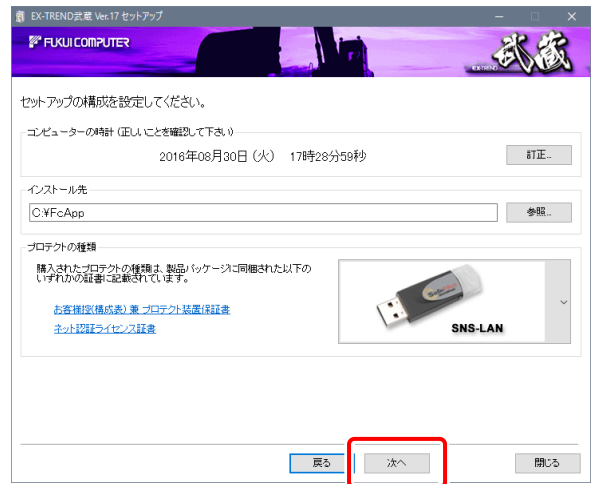 EX-TREND武蔵 Ver.17 セットアップ
FUKUI COMPUTER
EX-TREND 武蔵
セットアップの構成を設定してください。
コンピューターの時計 (正しいことを確認して下さい)
2016年08月30日 (火) 17時28分59秒
訂正...
インストール先
C:¥FcApp
参照...
プロテクトの種類
購入されたプロテクトの種類は、製品パッケージに同梱された以下の
いずれかの証書に記載されています。
お客様控(構成表) 兼 プロテクト装置保証書
ネット認証ライセンス証書
SNS-LAN
戻る
次へ
閉じる